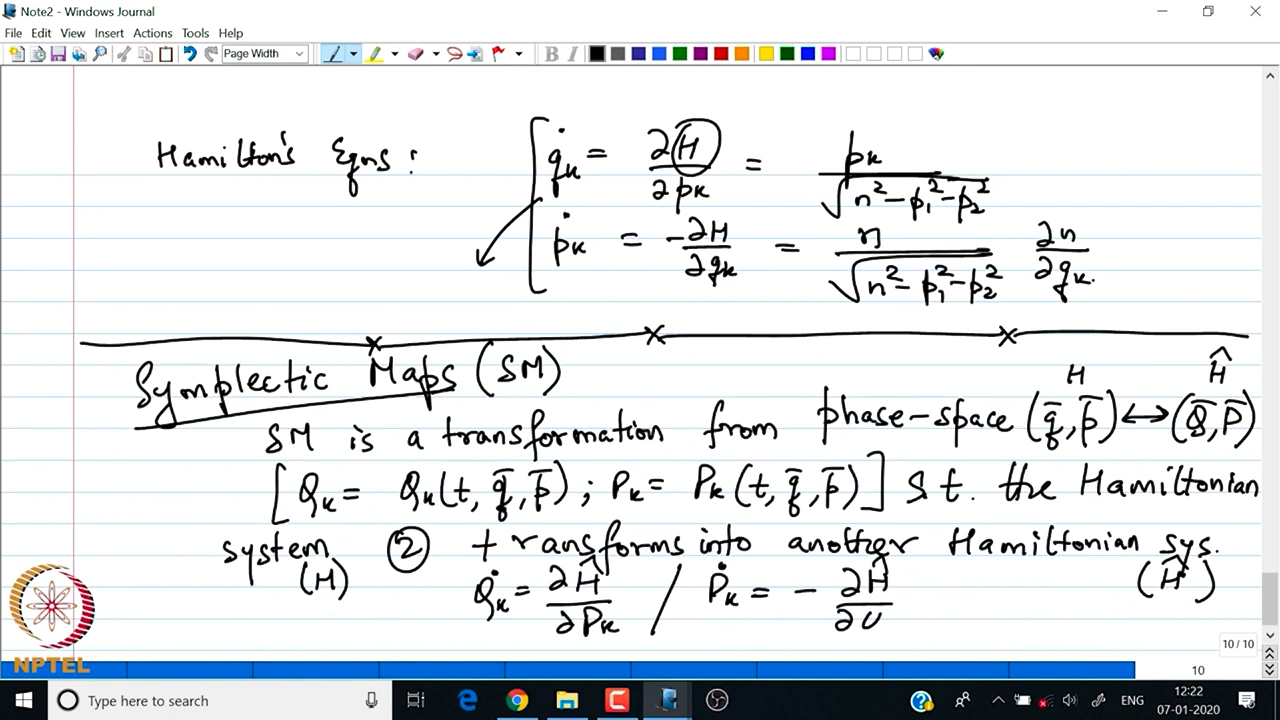 Note2 - Windows Journal
File Edit View Insert Actions Tools Help
Page Width
B I
Hamilton's Eqns : q̇k = ∂H/∂pk = pk/√(n²-p₁²-p₂²)
ṗk = -∂H/∂qk = n/√(n²-p₁²-p₂²) ∂n/∂qk.
Symplectic Maps (SM)
H Ĥ
SM is a transformation from phase-space (q̄, p̄) ↔ (Q̄, P̄)
[Qk = Qk(t, q̄, p̄) ; Pk = Pk(t, q̄, p̄)] s.t. the Hamiltonian
system (2) transforms into another Hamiltonian sys.
(H) (Ĥ)
Q̇k = ∂Ĥ/∂Pk / Ṗk = - ∂Ĥ/∂
NPTEL
10 / 10
10
Type here to search
ENG
12:22
07-01-2020